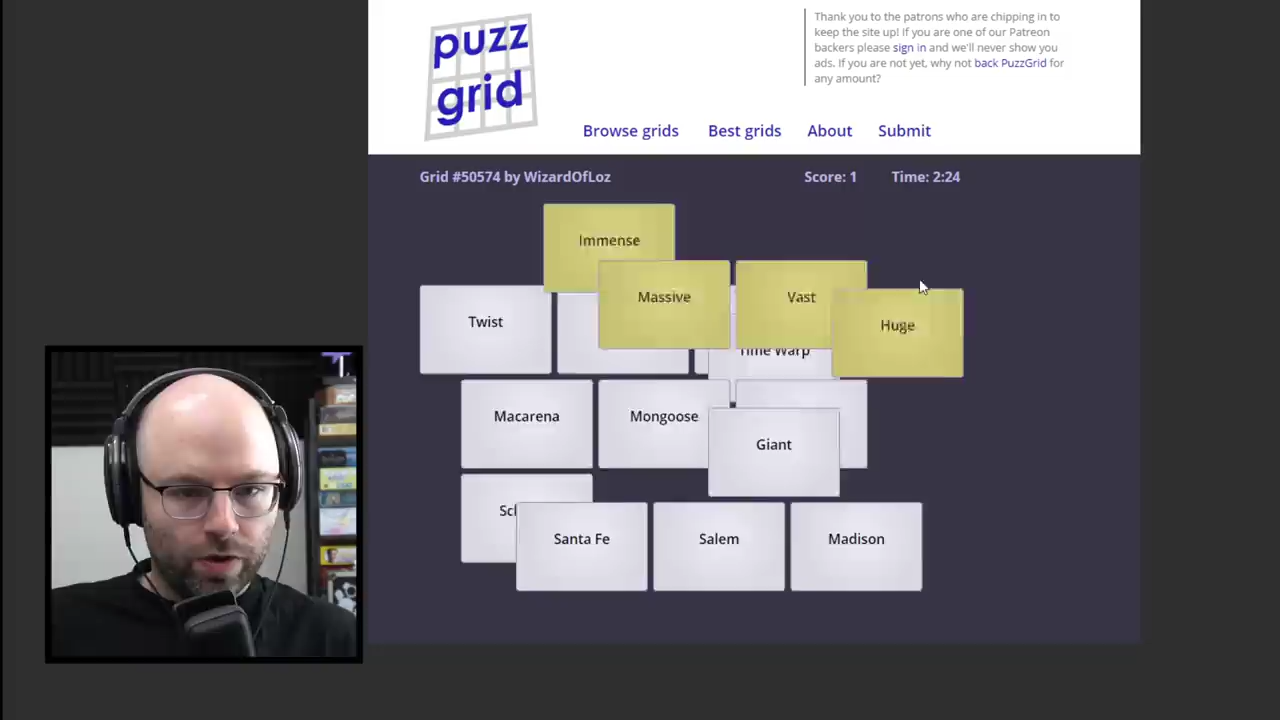 puzz
grid
Thank you to the patrons who are chipping in to
keep the site up! If you are one of our Patreon
backers please sign in and we'll never show you
ads. If you are not yet, why not back PuzzGrid for
any amount?
Browse grids
Best grids
About
Submit
Grid #50574 by WizardOfLoz
Score: 1
Time: 2:24
Immense
Massive
Vast
Huge
Twist
Time Warp
Macarena
Mongoose
Giant
Santa Fe
Salem
Madison